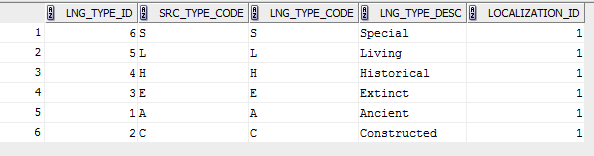 LNG_TYPE_ID SRC_TYPE_CODE LNG_TYPE_CODE LNG_TYPE_DESC LOCALIZATION_ID
1 6 S S Special 1
2 5 L L Living 1
3 4 H H Historical 1
4 3 E E Extinct 1
5 1 A A Ancient 1
6 2 C C Constructed 1